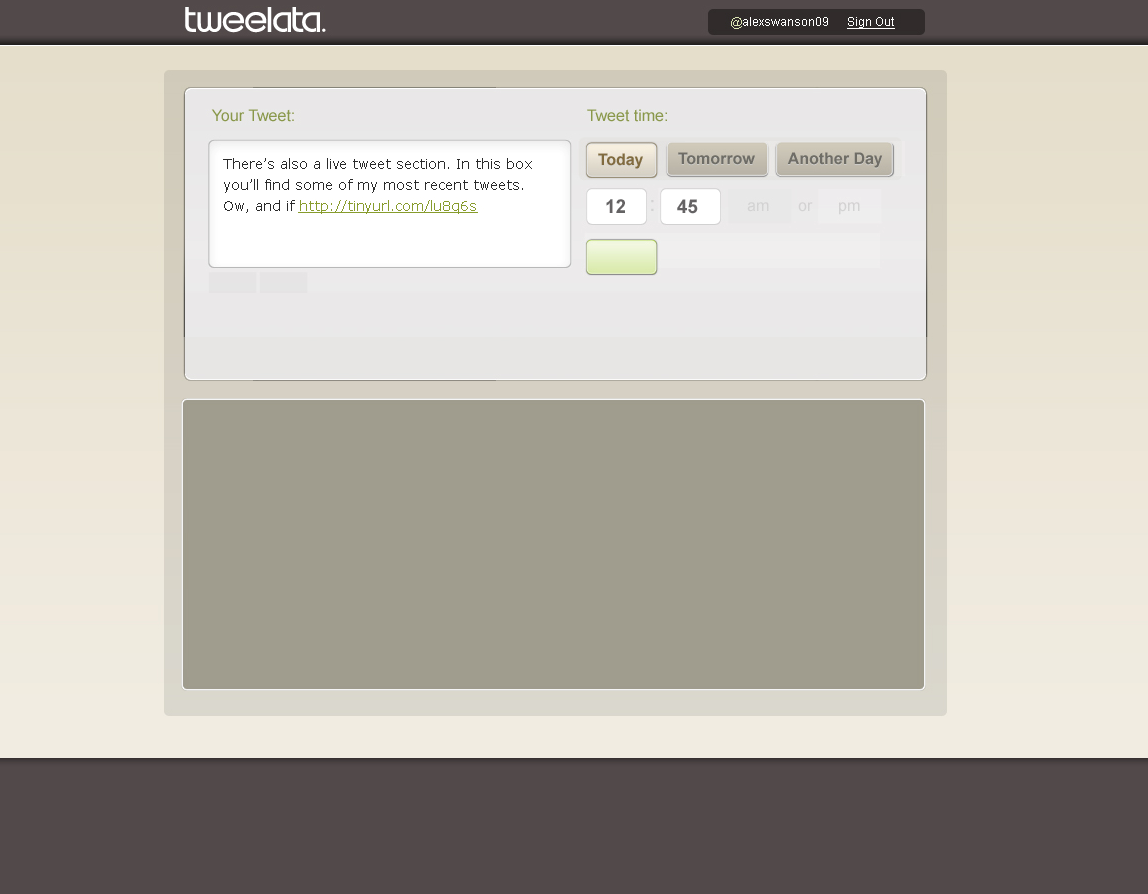 tweelata.
@alexswanson09 Sign Out
Your Tweet:
There's also a live tweet section. In this box
you'll find some of my most recent tweets.
Ow, and if http://tinyurl.com/lu8q6s
Tweet time:
Today Tomorrow Another Day
12 : 45 am or pm